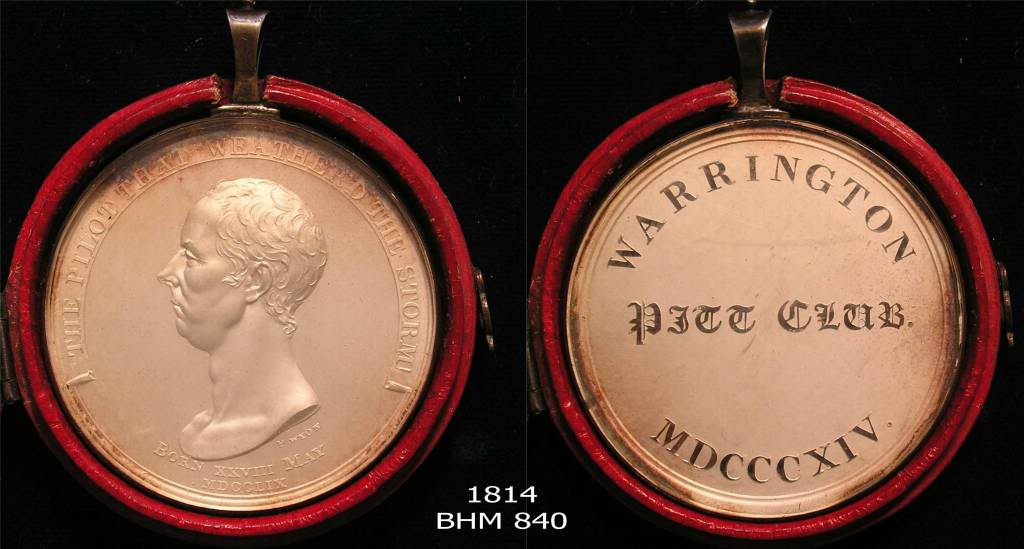 THE PILOT THAT WEATHER'D THE STORM!
BORN XXVIII MAY
MDCCLIX
WARRINGTON
PITT CLUB.
MDCCCXIV.
1814
BHM 840